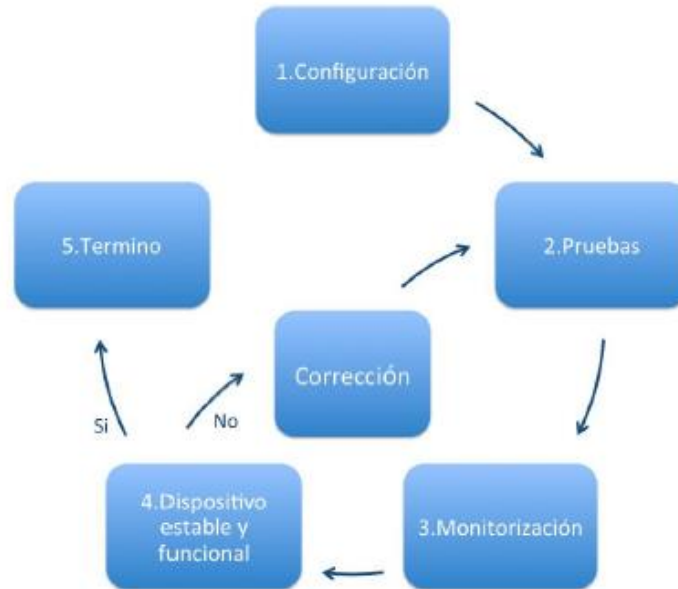 1.Configuración
5.Termino
2.Pruebas
Corrección
Si
No
4.Dispositivo
estable y
funcional
3.Monitorización